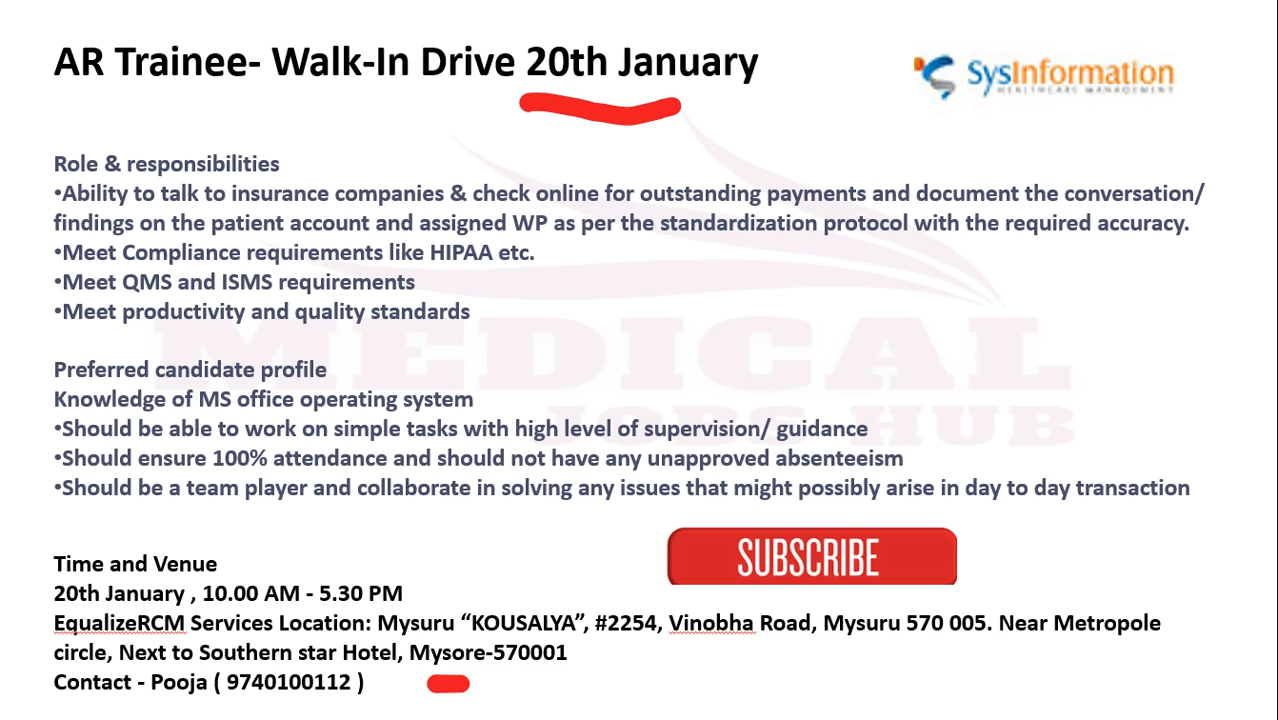 AR Trainee- Walk-In Drive 20th January
SysInformation
HEALTHCARE MANAGEMENT
Role & responsibilities
•Ability to talk to insurance companies & check online for outstanding payments and document the conversation/
findings on the patient account and assigned WP as per the standardization protocol with the required accuracy.
•Meet Compliance requirements like HIPAA etc.
•Meet QMS and ISMS requirements
•Meet productivity and quality standards
MEDICAL
JOBS HUB
Preferred candidate profile
Knowledge of MS office operating system
•Should be able to work on simple tasks with high level of supervision/ guidance
•Should ensure 100% attendance and should not have any unapproved absenteeism
•Should be a team player and collaborate in solving any issues that might possibly arise in day to day transaction
SUBSCRIBE
Time and Venue
20th January , 10.00 AM - 5.30 PM
EqualizeRCM Services Location: Mysuru “KOUSALYA”, #2254, Vinobha Road, Mysuru 570 005. Near Metropole
circle, Next to Southern star Hotel, Mysore-570001
Contact - Pooja ( 9740100112 )